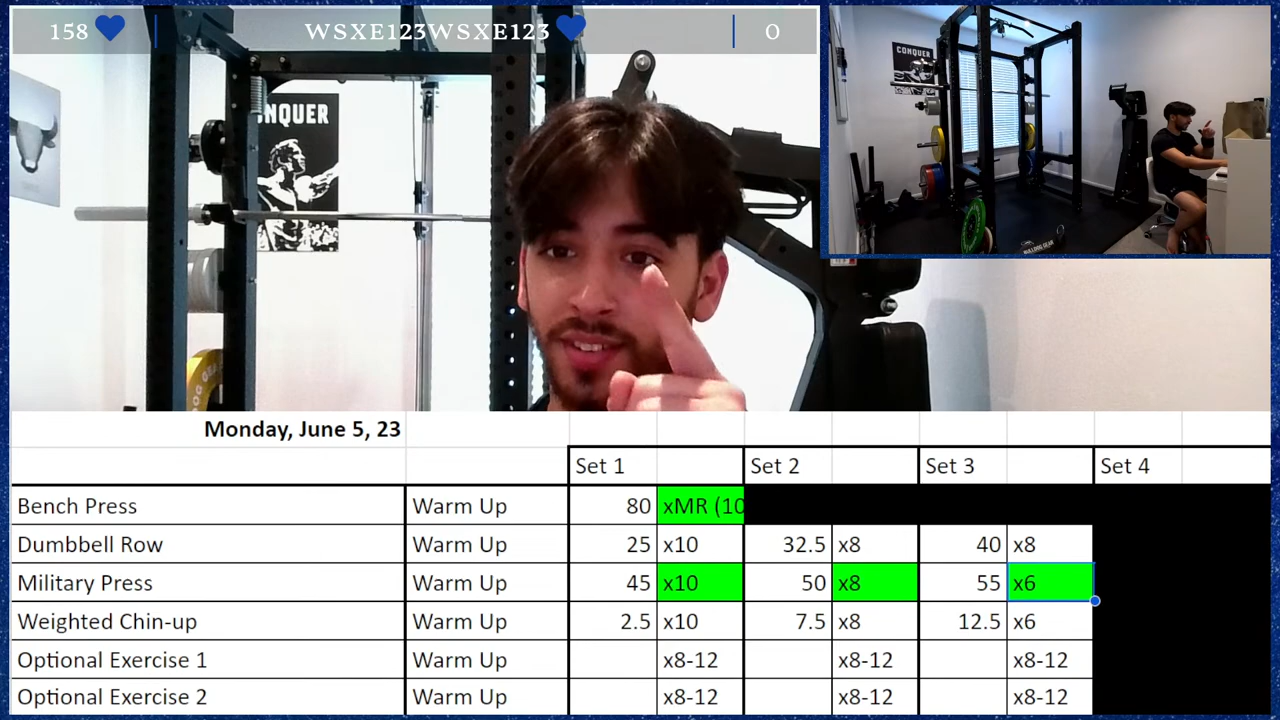 158 WSXE123WSXE123 0
CONQUER
NQUER
OG GEAR
BULLDOG GEAR
Monday, June 5, 23
Set 1 Set 2 Set 3 Set 4
Bench Press Warm Up 80 xMR (10
Dumbbell Row Warm Up 25 x10 32.5 x8 40 x8
Military Press Warm Up 45 x10 50 x8 55 x6
Weighted Chin-up Warm Up 2.5 x10 7.5 x8 12.5 x6
Optional Exercise 1 Warm Up x8-12 x8-12 x8-12
Optional Exercise 2 Warm Up x8-12 x8-12 x8-12